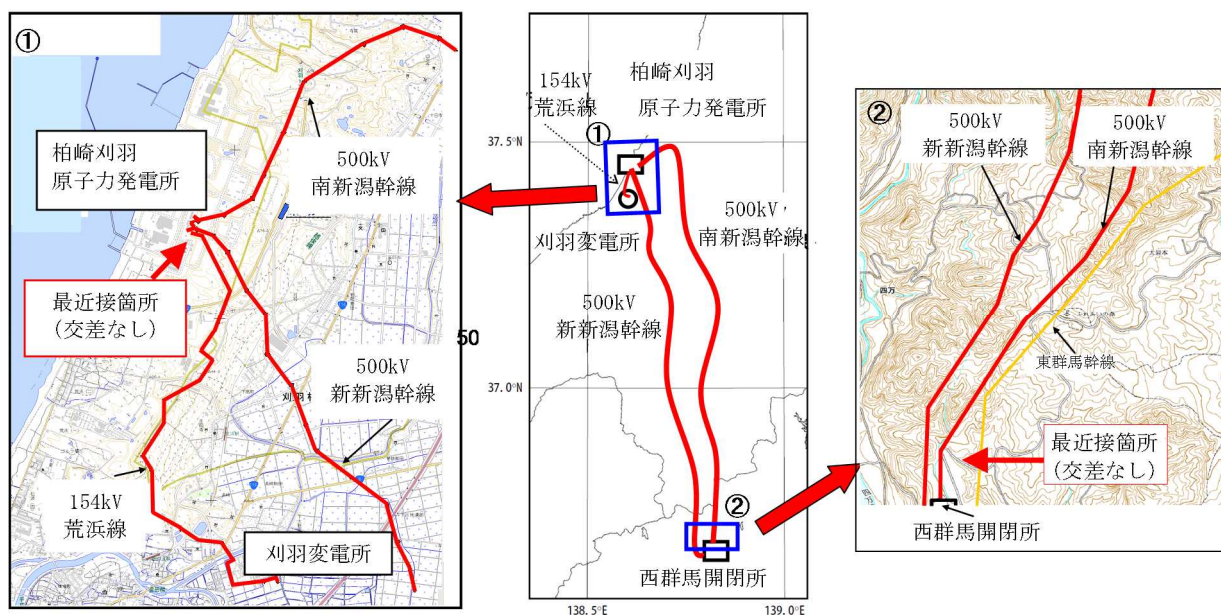 ①
柏崎刈羽
原子力発電所
500kV
南新潟幹線
最近接箇所
(交差なし)
500kV
新新潟幹線
刈羽村
154kV
荒浜線
刈羽変電所
50
154kV
荒浜線
柏崎刈羽
原子力発電所
37.5°N
①
刈羽変電所
500kV
南新潟幹線
500kV
新新潟幹線
37.0°N
②
西群馬開閉所
138.5°E
139.0°E
②
500kV
新新潟幹線
500kV
南新潟幹線
四万
東群馬幹線
最近接箇所
(交差なし)
西群馬開閉所